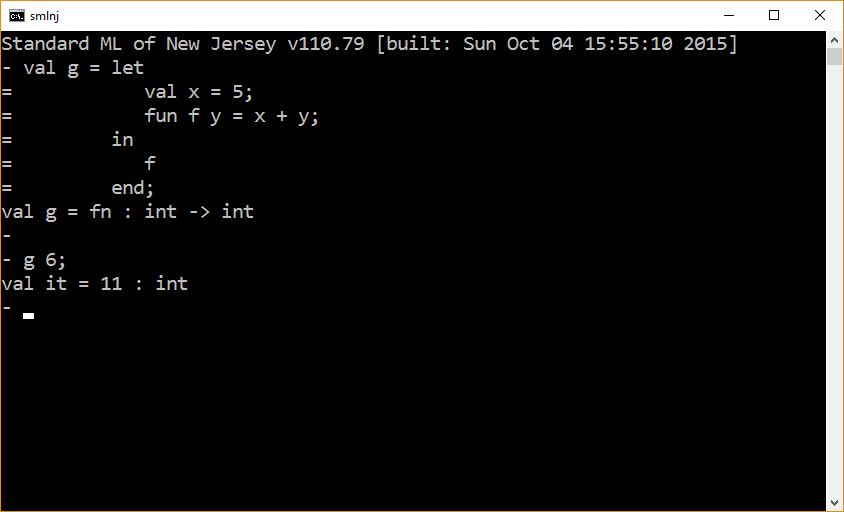 smlnj
Standard ML of New Jersey v110.79 [built: Sun Oct 04 15:55:10 2015]
- val g = let
=            val x = 5;
=            fun f y = x + y;
=         in
=            f
=         end;
val g = fn : int -> int
-
- g 6;
val it = 11 : int
-